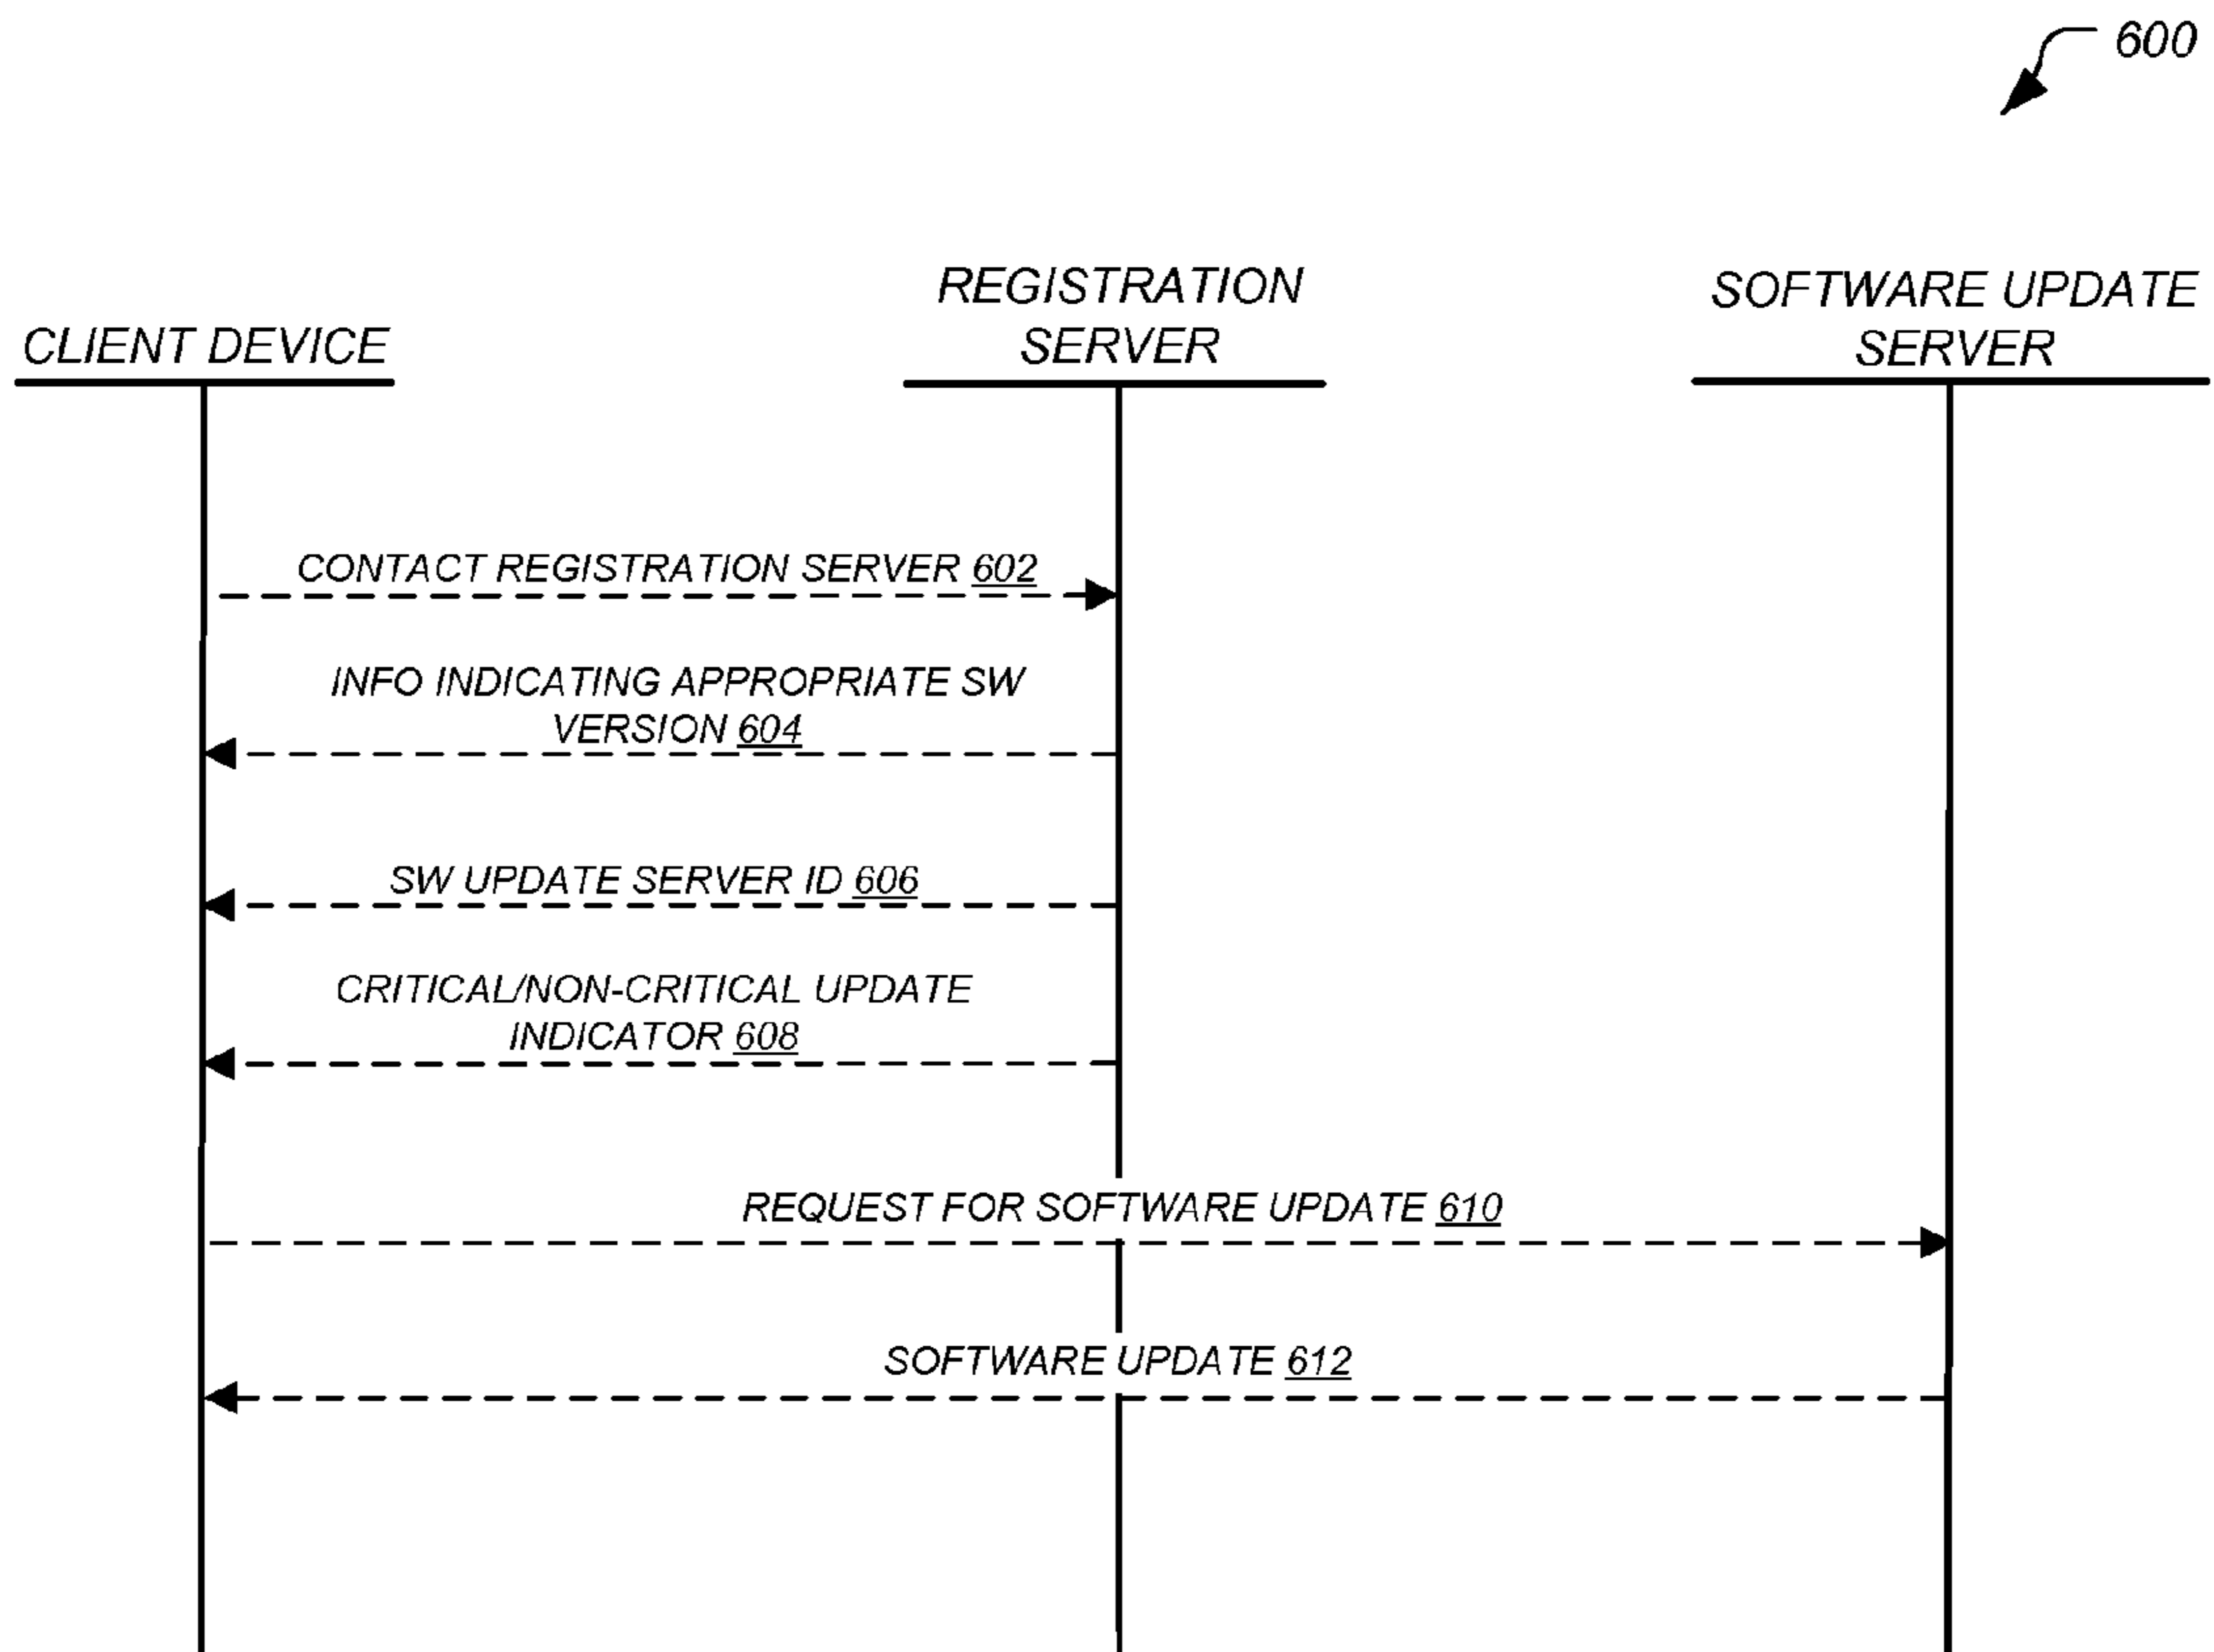 600
CLIENT DEVICE
REGISTRATION
SERVER
SOFTWARE UPDATE
SERVER
CONTACT REGISTRATION SERVER 602
INFO INDICATING APPROPRIATE SW
VERSION 604
SW UPDATE SERVER ID 606
CRITICAL/NON-CRITICAL UPDATE
INDICATOR 608
REQUEST FOR SOFTWARE UPDATE 610
SOFTWARE UPDATE 612